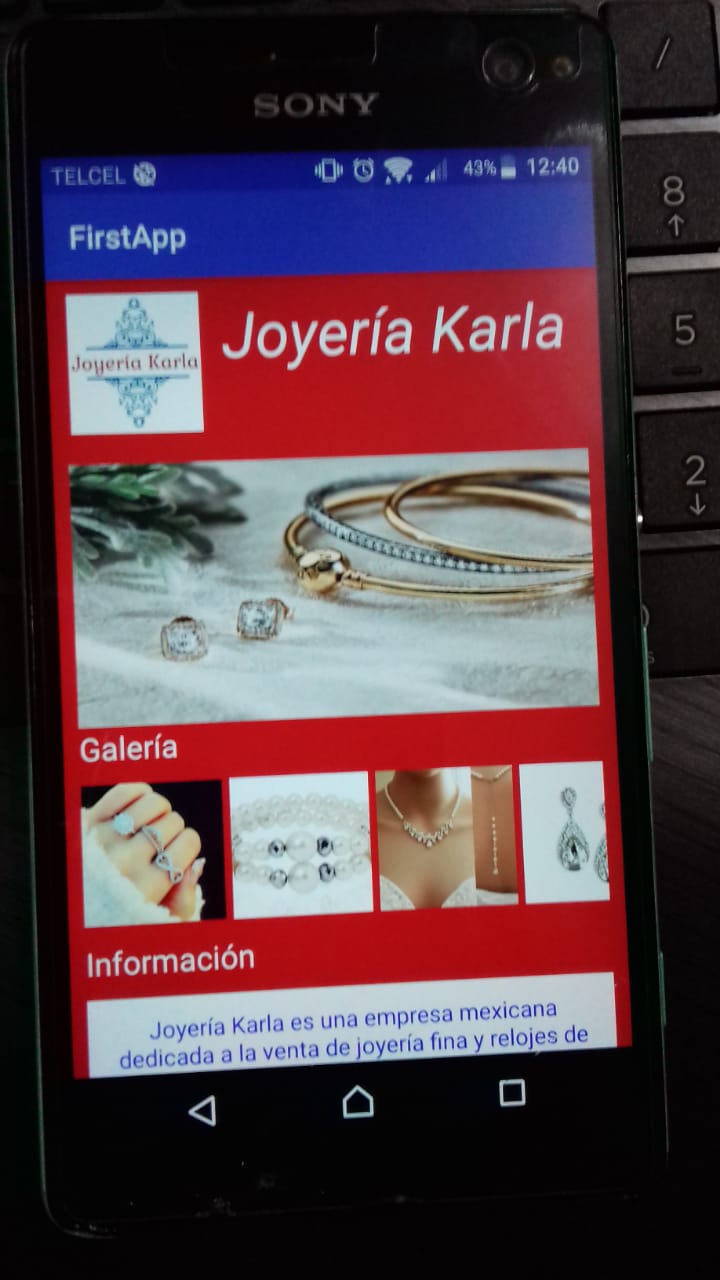 SONY
TELCEL 43% 12:40
FirstApp
Joyería Karla
Joyería Karla
Galería
Información
Joyería Karla es una empresa mexicana
dedicada a la venta de joyería fina y relojes de
/
8
↑
5
2
↓